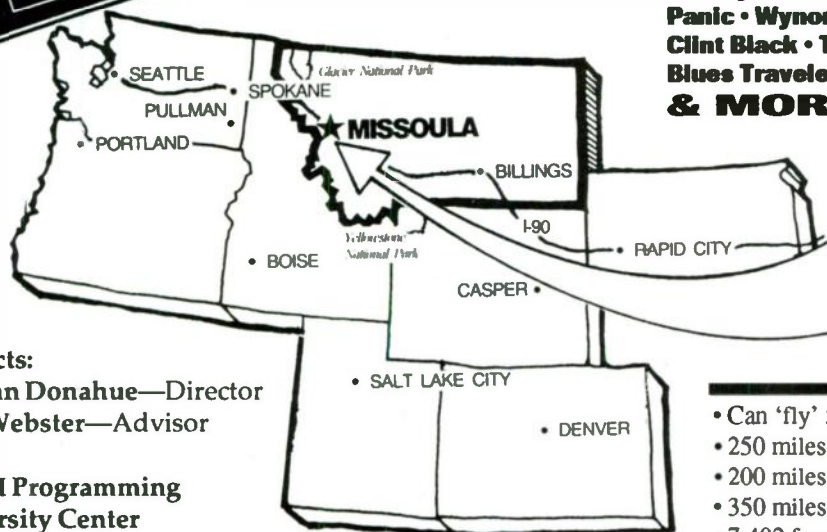 Panic •
Clint Black •
Blues
& MOR
Glacier National Park
SEATTLE
SPOKANE
PULLMAN
MISSOULA
PORTLAND
BILLINGS
I-90
Yellowstone
National Park
RAPID CITY
BOISE
CASPER
SALT LAKE CITY
DENVER
cts:
an Donahue—Director
Webster—Advisor
Programming
rsity Center
• Can 'fly'
• 250 miles
• 200 miles
• 350 miles